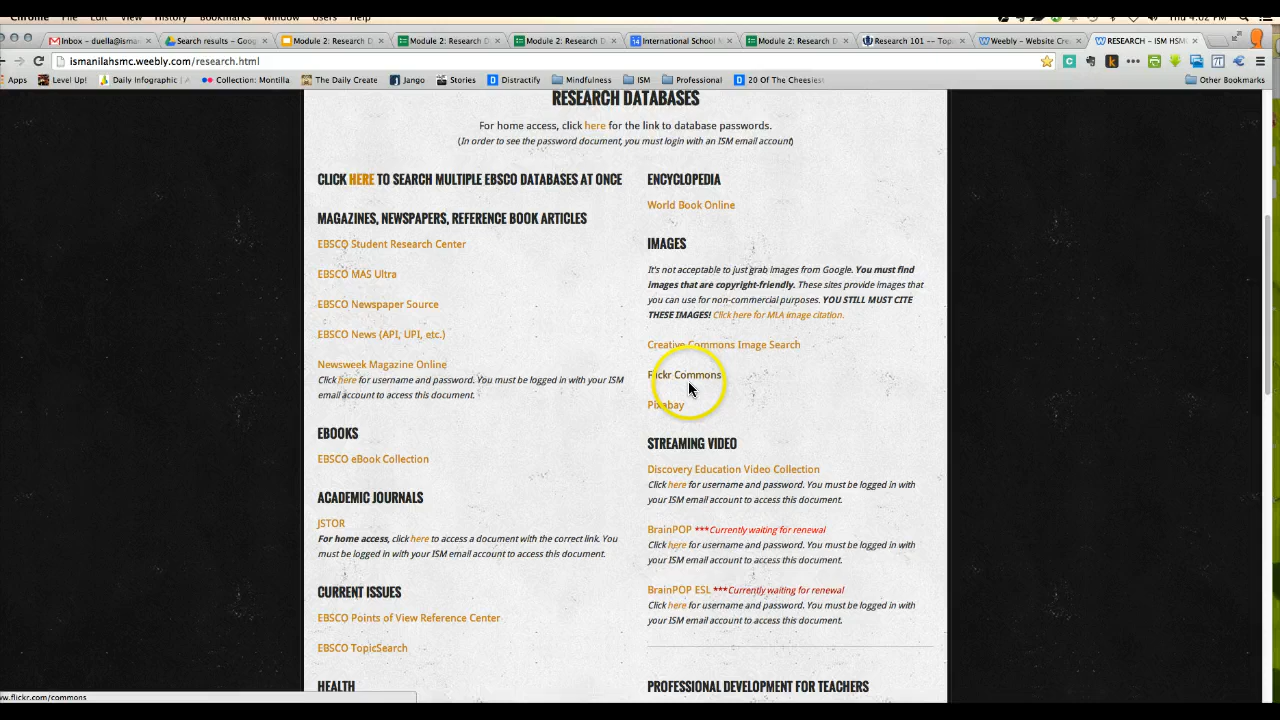 Chrome File Edit View History Bookmarks Window Users Help
Thu 4:02 PM
Inbox – duella@isman
Search results – Goog
Module 2: Research D
Module 2: Research D
Module 2: Research D
International School M
Module 2: Research D
Research 101 –– Topi
Weebly – Website Cre
RESEARCH – ISM HSM
ismanilahsmc.weebly.com/research.html
Apps Level Up! Daily Infographic Collection: Montilla The Daily Create Jango Stories Distractify Mindfulness ISM Professional 20 Of The Cheesiest Other Bookmarks
RESEARCH DATABASES
For home access, click here for the link to database passwords.
(In order to see the password document, you must login with an ISM email account)
CLICK HERE TO SEARCH MULTIPLE EBSCO DATABASES AT ONCE
MAGAZINES, NEWSPAPERS, REFERENCE BOOK ARTICLES
EBSCO Student Research Center
EBSCO MAS Ultra
EBSCO Newspaper Source
EBSCO News (API, UPI, etc.)
Newsweek Magazine Online
Click here for username and password. You must be logged in with your ISM
email account to access this document.
EBOOKS
EBSCO eBook Collection
ACADEMIC JOURNALS
JSTOR
For home access, click here to access a document with the correct link. You
must be logged in with your ISM email account to access this document.
CURRENT ISSUES
EBSCO Points of View Reference Center
EBSCO TopicSearch
HEALTH
ENCYCLOPEDIA
World Book Online
IMAGES
It's not acceptable to just grab images from Google. You must find
images that are copyright-friendly. These sites provide images that
you can use for non-commercial purposes. YOU STILL MUST CITE
THESE IMAGES! Click here for MLA image citation.
Creative Commons Image Search
Flickr Commons
Pixabay
STREAMING VIDEO
Discovery Education Video Collection
Click here for username and password. You must be logged in with
your ISM email account to access this document.
BrainPOP ***Currently waiting for renewal
Click here for username and password. You must be logged in with
your ISM email account to access this document.
BrainPOP ESL ***Currently waiting for renewal
Click here for username and password. You must be logged in with
your ISM email account to access this document.
PROFESSIONAL DEVELOPMENT FOR TEACHERS
ww.flickr.com/commons